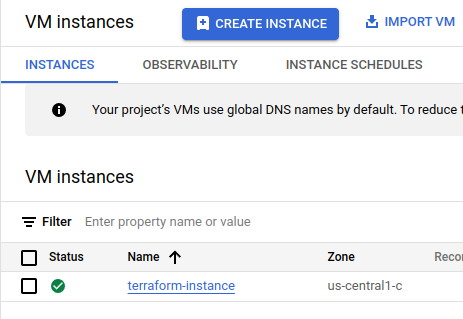 VM instances CREATE INSTANCE IMPORT VM
INSTANCES OBSERVABILITY INSTANCE SCHEDULES
Your project's VMs use global DNS names by default. To reduce
VM instances
Filter Enter property name or value
Status Name Zone Recor
terraform-instance us-central1-c